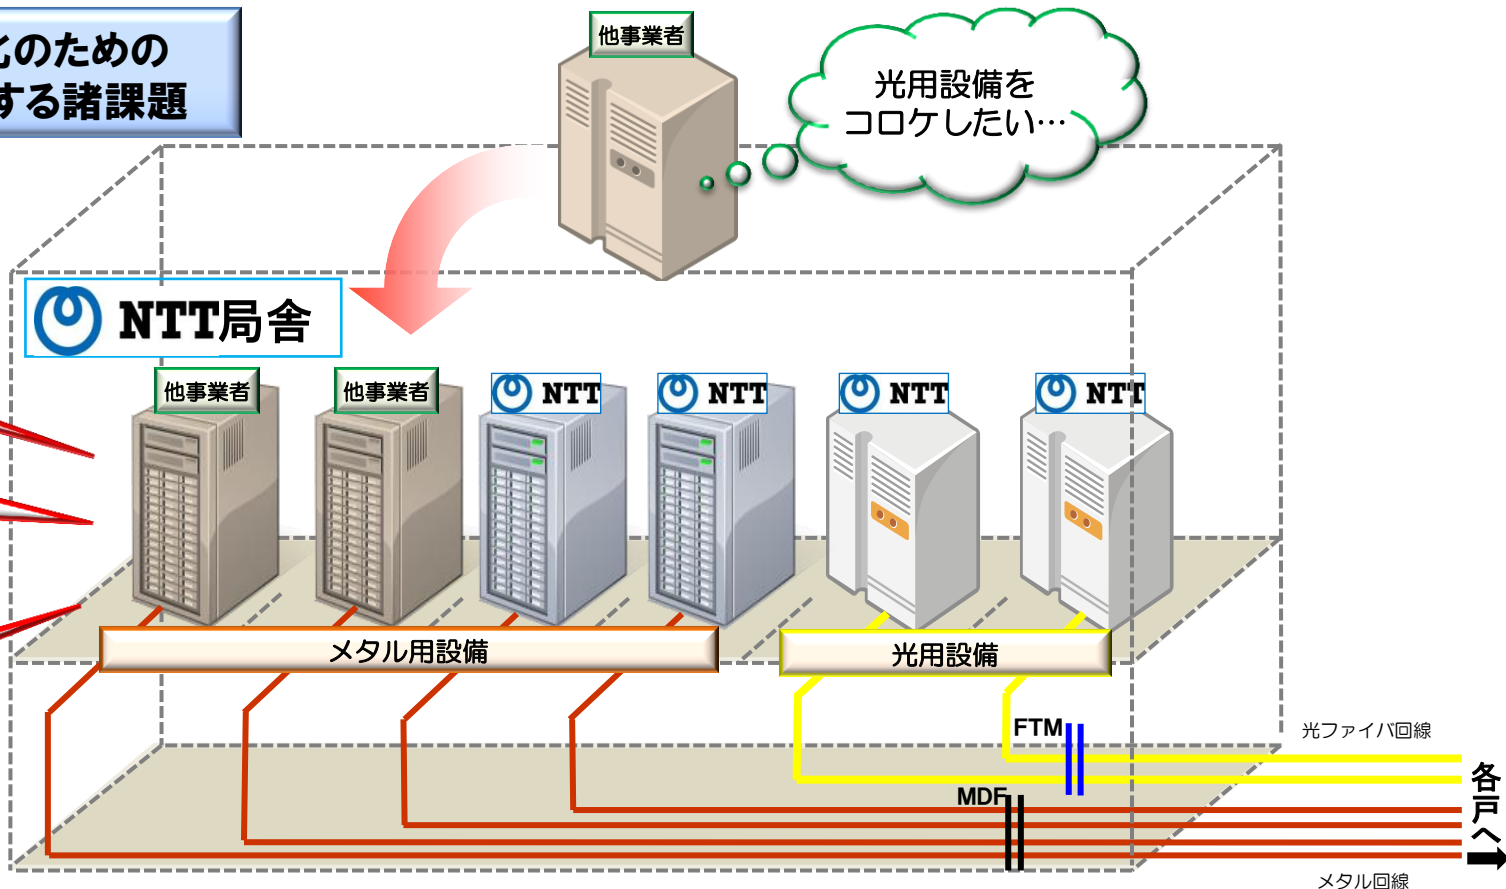 化のための
する諸課題
他事業者
光用設備を
コロケしたい…
NTT局舎
他事業者
他事業者
NTT
NTT
NTT
NTT
メタル用設備
光用設備
FTM
光ファイバ回線
MDF
各戸へ
メタル回線